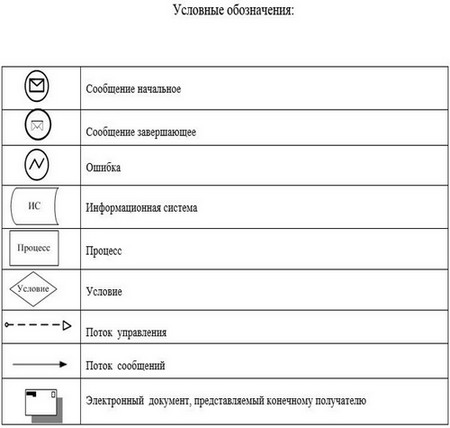 Условные обозначения:
Сообщение начальное
Сообщение завершающее
Ошибка
ИС Информационная система
Процесс Процесс
Условие Условие
Поток управления
Поток сообщений
Электронный документ, представляемый конечному получателю